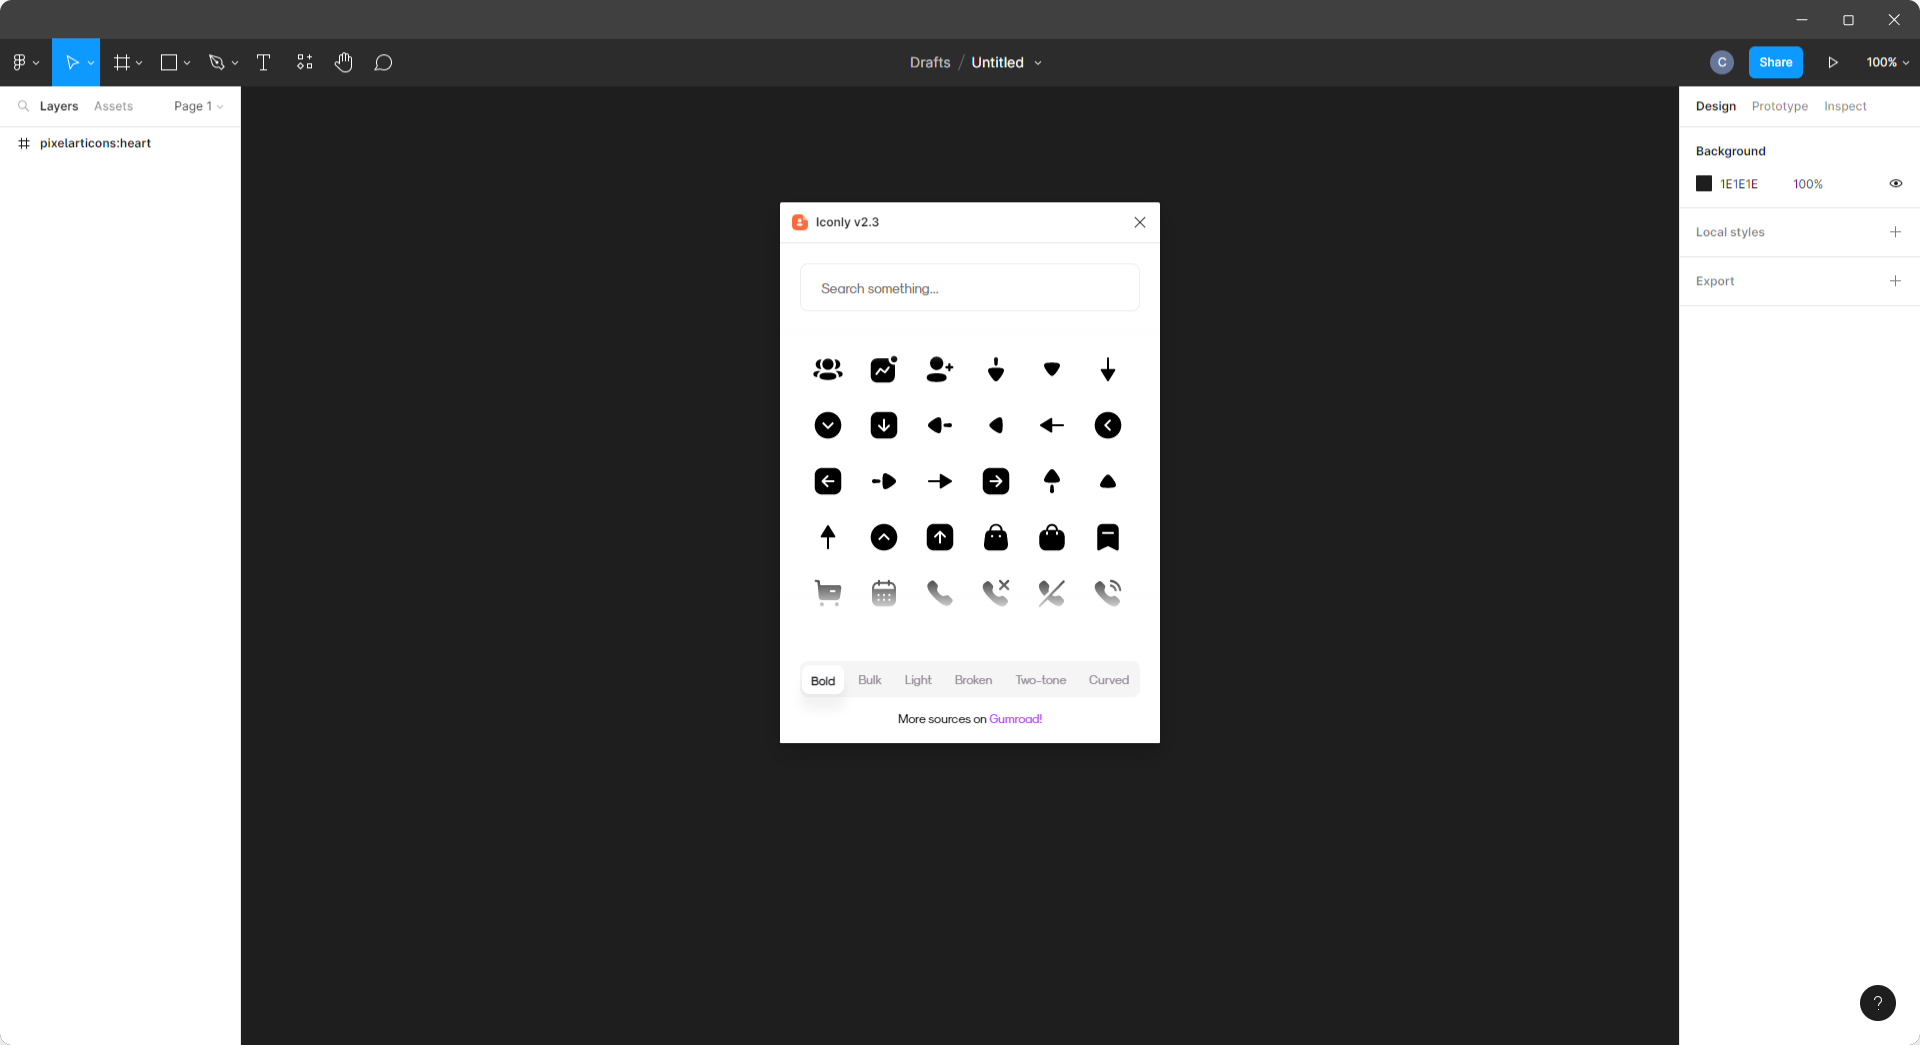 Drafts / Untitled
C
Share
100%
Layers
Assets
Page 1
pixelarticons:heart
Iconly v2.3
Search something...
Bold
Bulk
Light
Broken
Two-tone
Curved
More sources on Gumroad!
Design
Prototype
Inspect
Background
1E1E1E
100%
Local styles
Export
?